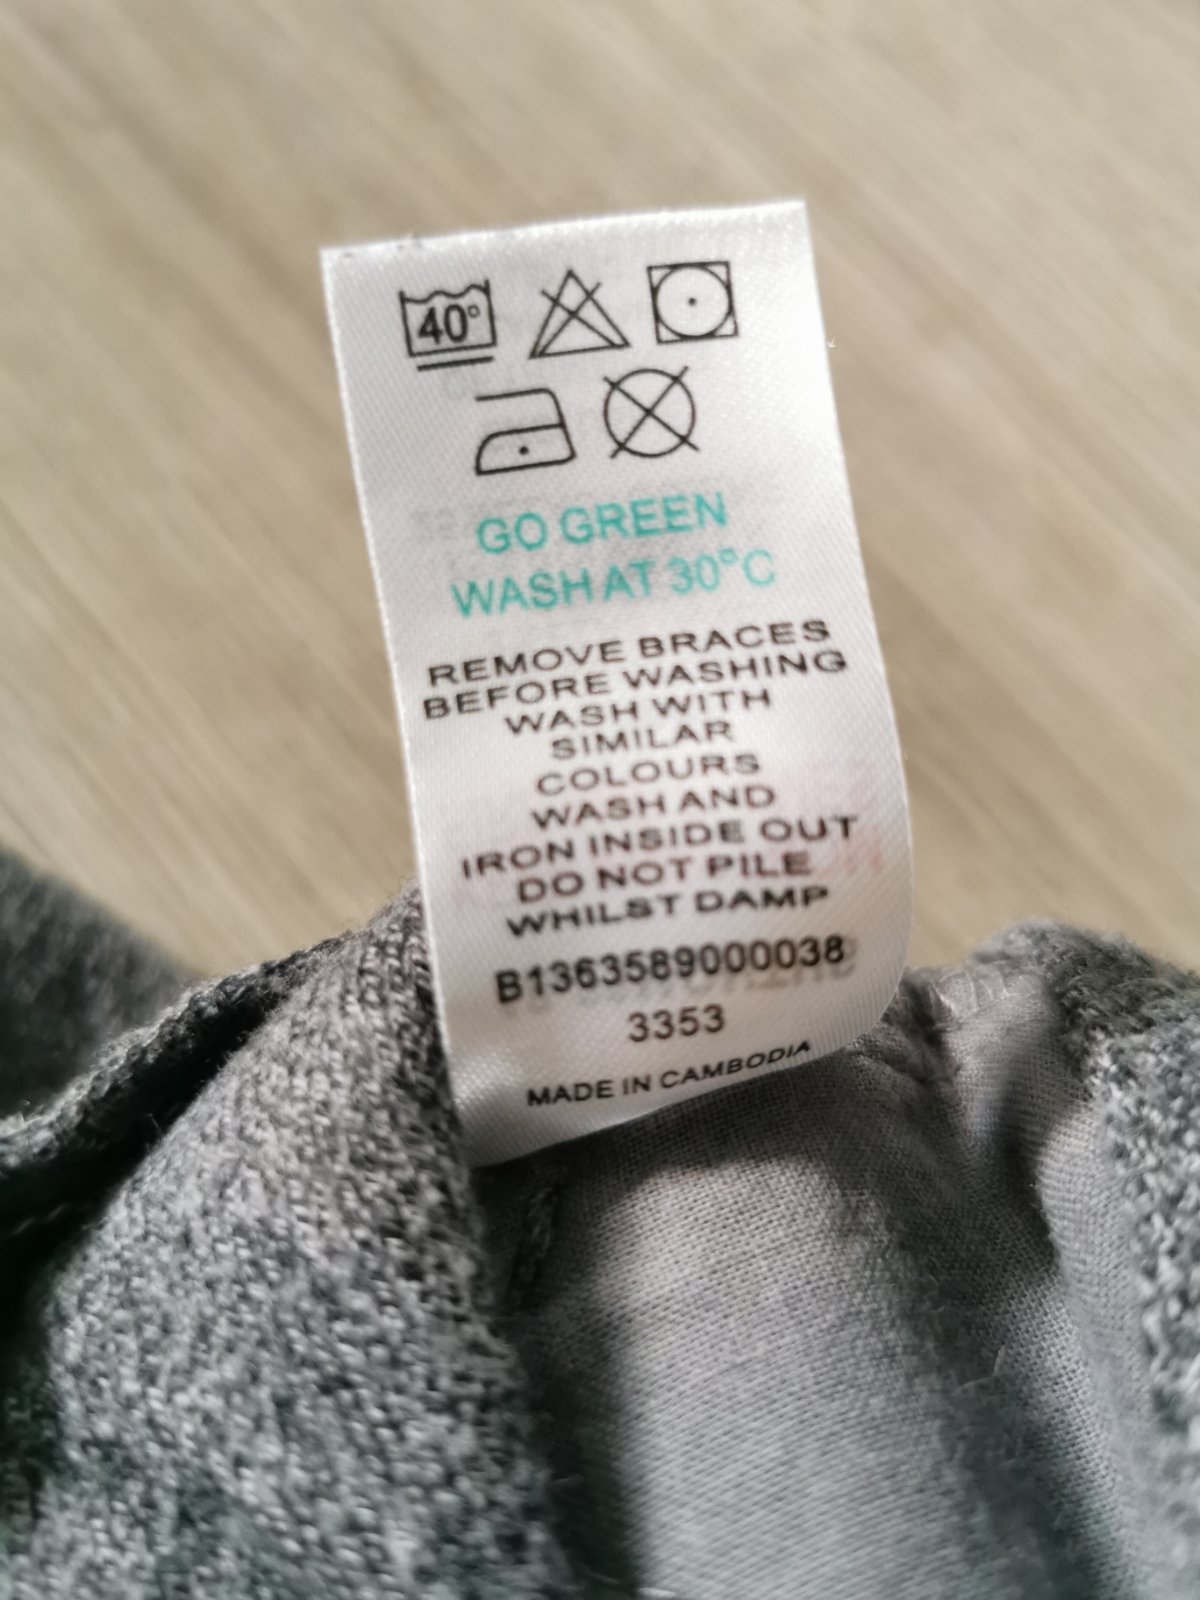 40°
GO GREEN
WASH AT 30°C
REMOVE BRACES
BEFORE WASHING
WASH WITH
SIMILAR
COLOURS
WASH AND
IRON INSIDE OUT
DO NOT PILE
WHILST DAMP
B1363589000038
3353
MADE IN CAMBODIA